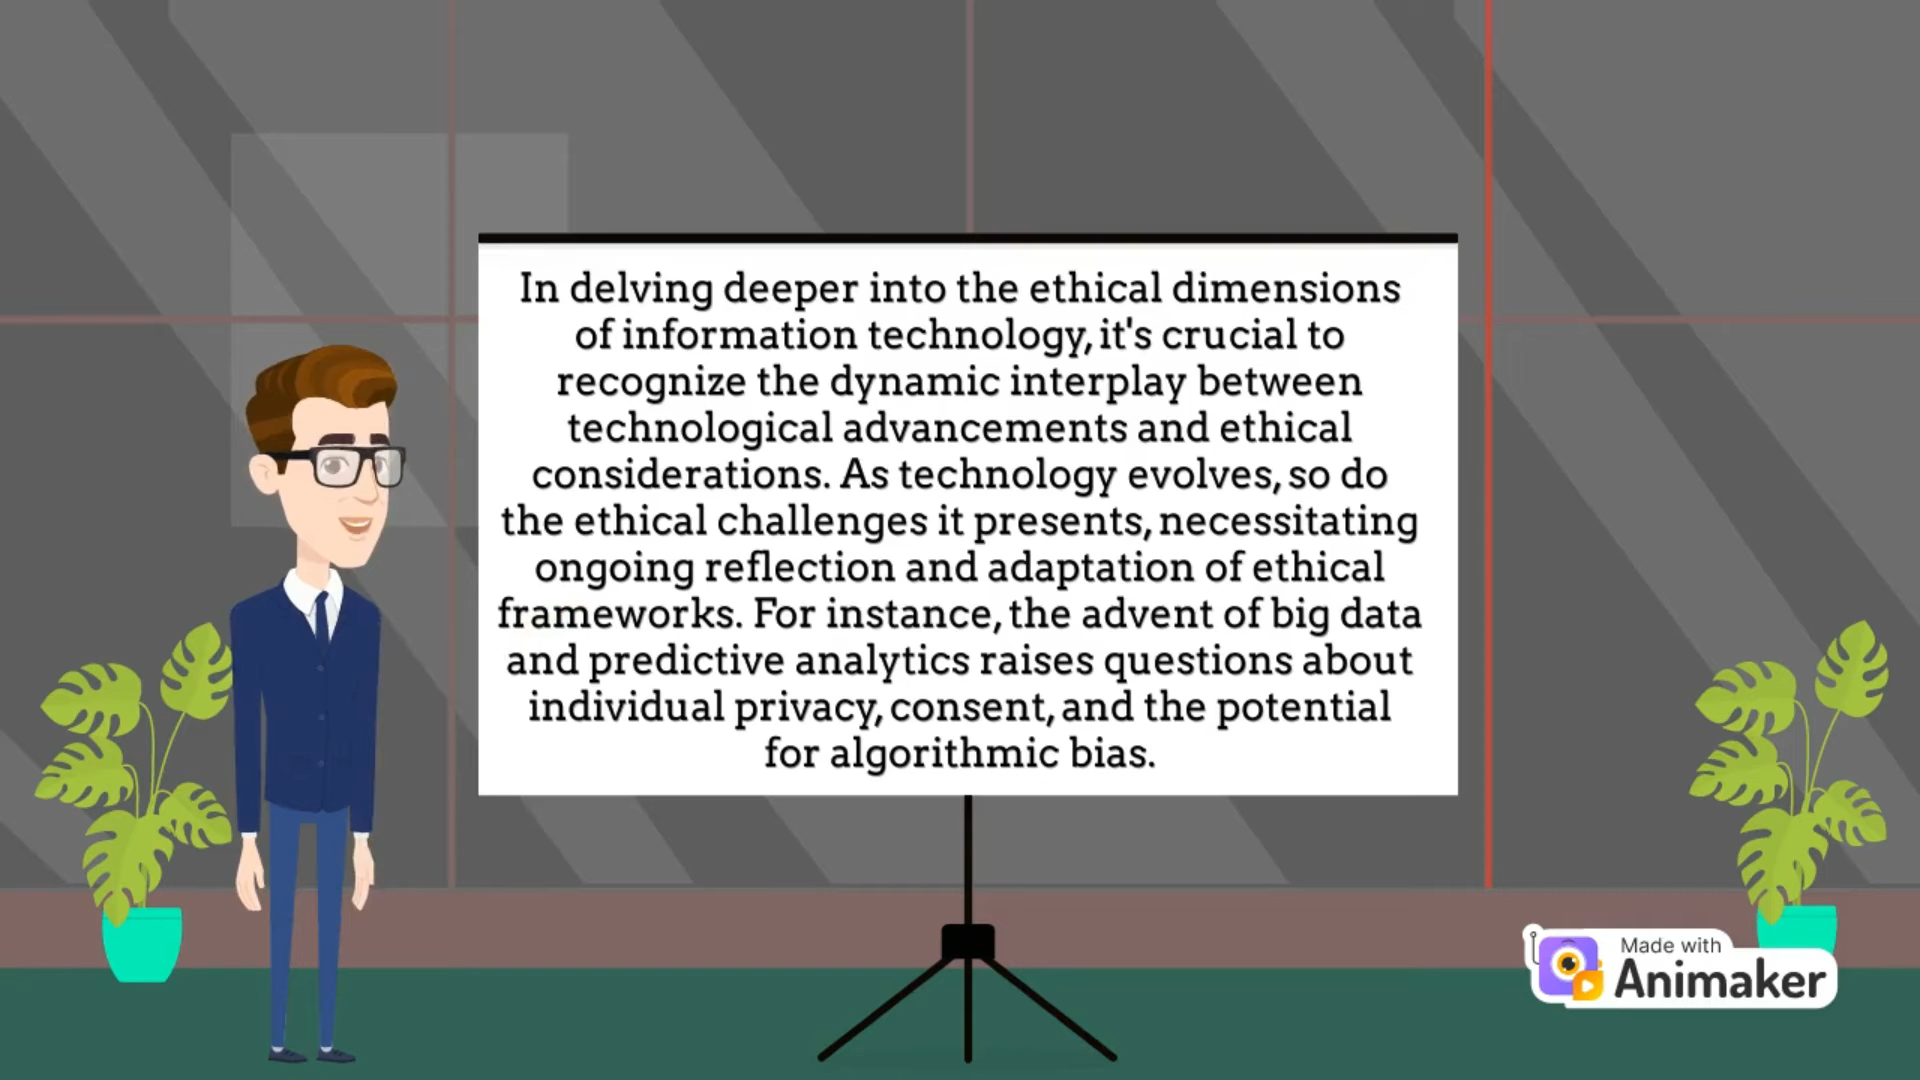 In delving deeper into the ethical dimensions
of information technology, it's crucial to
recognize the dynamic interplay between
technological advancements and ethical
considerations. As technology evolves, so do
the ethical challenges it presents, necessitating
ongoing reflection and adaptation of ethical
frameworks. For instance, the advent of big data
and predictive analytics raises questions about
individual privacy, consent, and the potential
for algorithmic bias.
Made with
Animaker